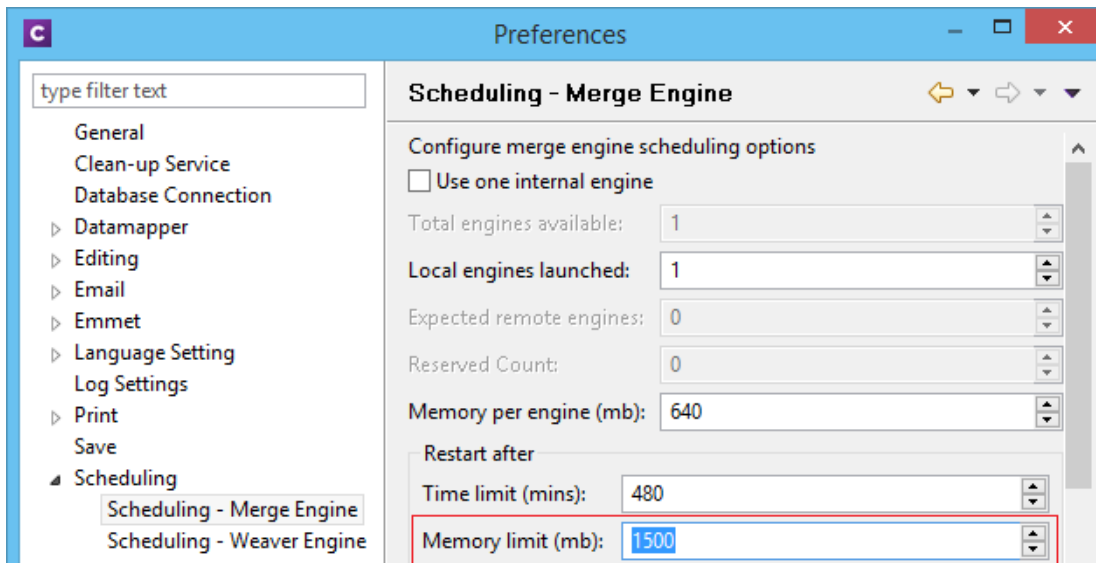 C
Preferences
type filter text
General
Clean-up Service
Database Connection
Datamapper
Editing
Email
Emmet
Language Setting
Log Settings
Print
Save
Scheduling
Scheduling - Merge Engine
Scheduling - Weaver Engine
Scheduling - Merge Engine
Configure merge engine scheduling options
Use one internal engine
Total engines available: 1
Local engines launched: 1
Expected remote engines: 0
Reserved Count: 0
Memory per engine (mb): 640
Restart after
Time limit (mins): 480
Memory limit (mb): 1500